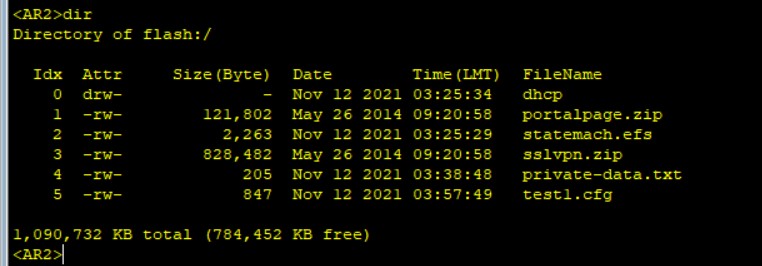 <AR2>dir
Directory of flash:/
Idx  Attr     Size(Byte)  Date        Time(LMT)  FileName
0  drw-              -  Nov 12 2021 03:25:34   dhcp
1  -rw-        121,802  May 26 2014 09:20:58   portalpage.zip
2  -rw-          2,263  Nov 12 2021 03:25:29   statemach.efs
3  -rw-        828,482  May 26 2014 09:20:58   sslvpn.zip
4  -rw-            205  Nov 12 2021 03:38:48   private-data.txt
5  -rw-            847  Nov 12 2021 03:57:49   test1.cfg
1,090,732 KB total (784,452 KB free)
<AR2>